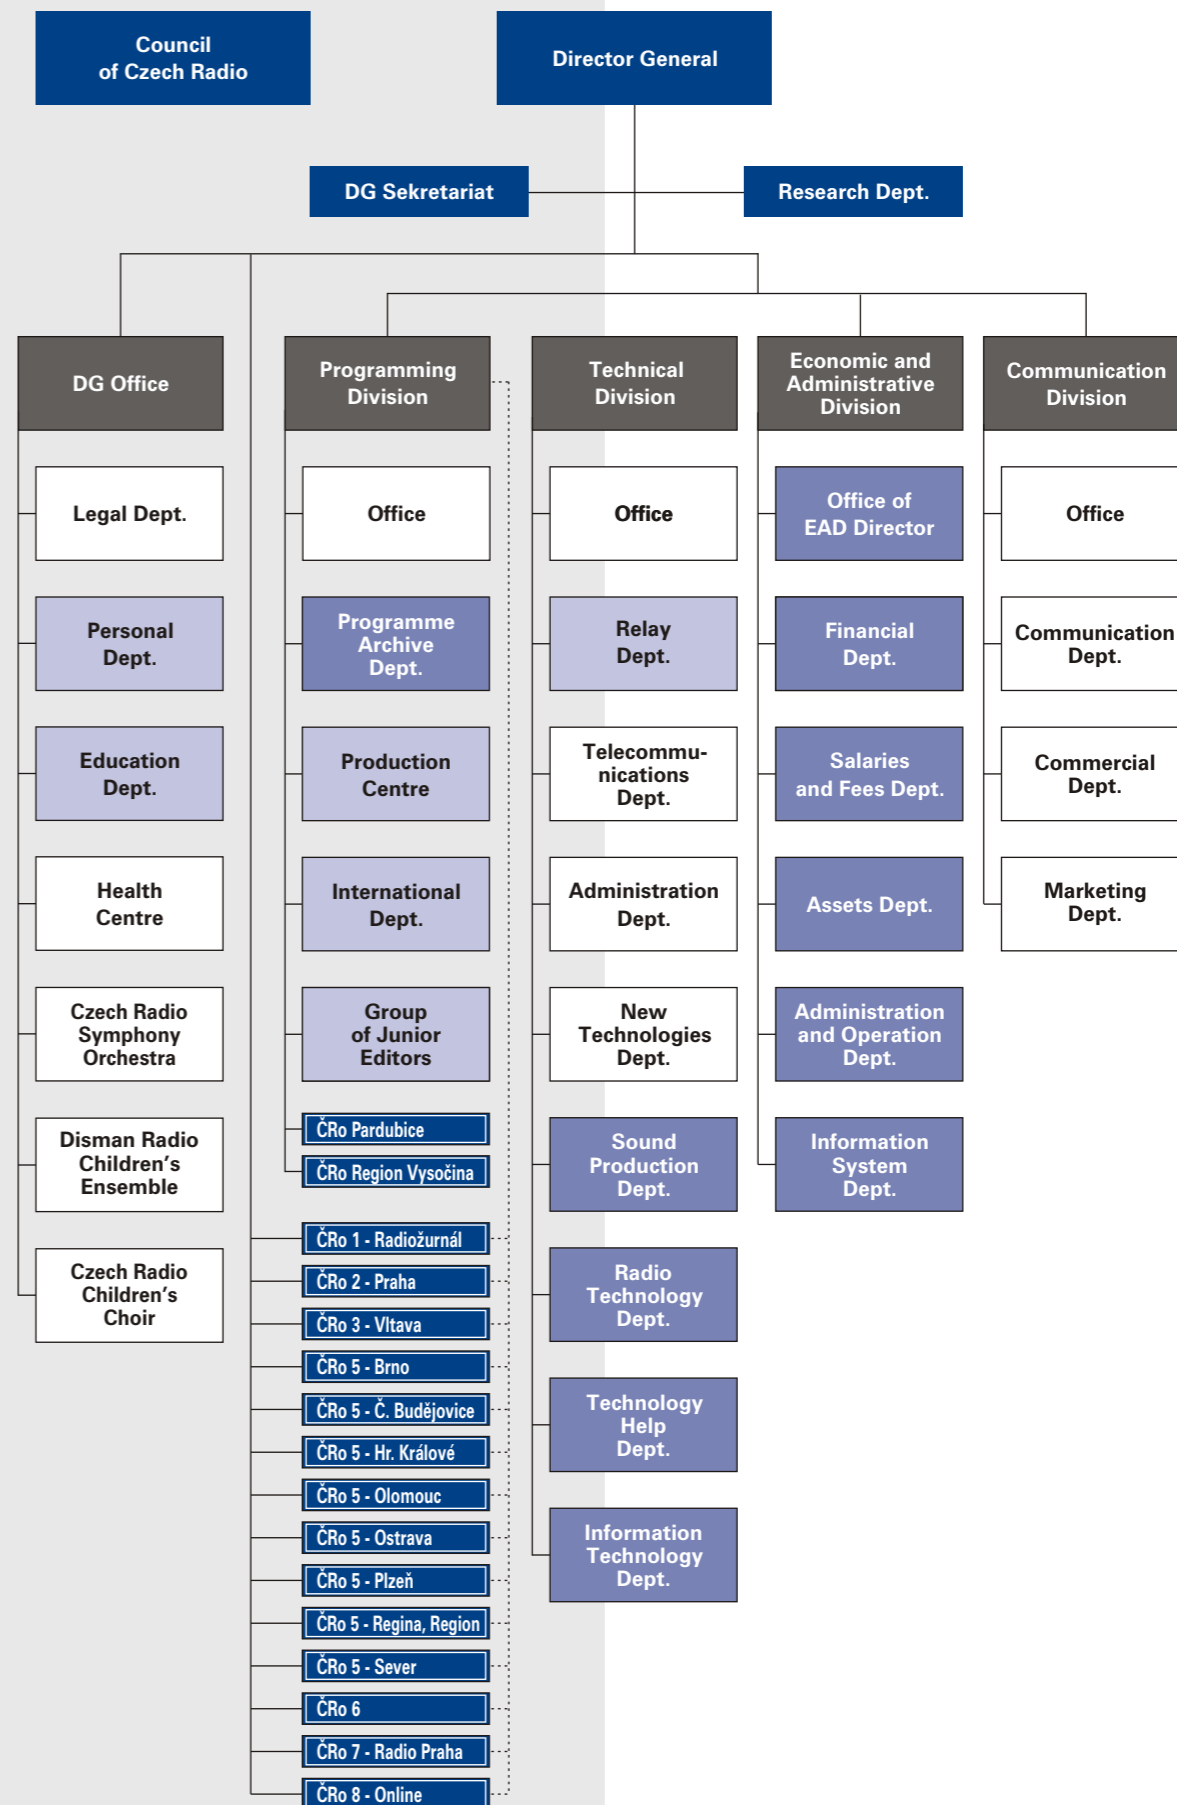 Council
of Czech Radio
Director General
DG Sekretariat
Research Dept.
DG Office
Programming
Division
Technical
Division
Economic and
Administrative
Division
Communication
Division
Legal Dept.
Personal
Dept.
Education
Dept.
Health
Centre
Czech Radio
Symphony
Orchestra
Disman Radio
Children's
Ensemble
Czech Radio
Children's
Choir
Office
Programme
Archive
Dept.
Production
Centre
International
Dept.
Group
of Junior
Editors
ČRo Pardubice
ČRo Region Vysočina
ČRo 1 - Radiožurnál
ČRo 2 - Praha
ČRo 3 - Vltava
ČRo 5 - Brno
ČRo 5 - Č. Budějovice
ČRo 5 - Hr. Králové
ČRo 5 - Olomouc
ČRo 5 - Ostrava
ČRo 5 - Plzeň
ČRo 5 - Regina, Region
ČRo 5 - Sever
ČRo 6
ČRo 7 - Radio Praha
ČRo 8 - Online
Office
Relay
Dept.
Telecommu-
nications
Dept.
Administration
Dept.
New
Technologies
Dept.
Sound
Production
Dept.
Radio
Technology
Dept.
Technology
Help
Dept.
Information
Technology
Dept.
Office of
EAD Director
Financial
Dept.
Salaries
and Fees Dept.
Assets Dept.
Administration
and Operation
Dept.
Information
System
Dept.
Office
Communication
Dept.
Commercial
Dept.
Marketing
Dept.